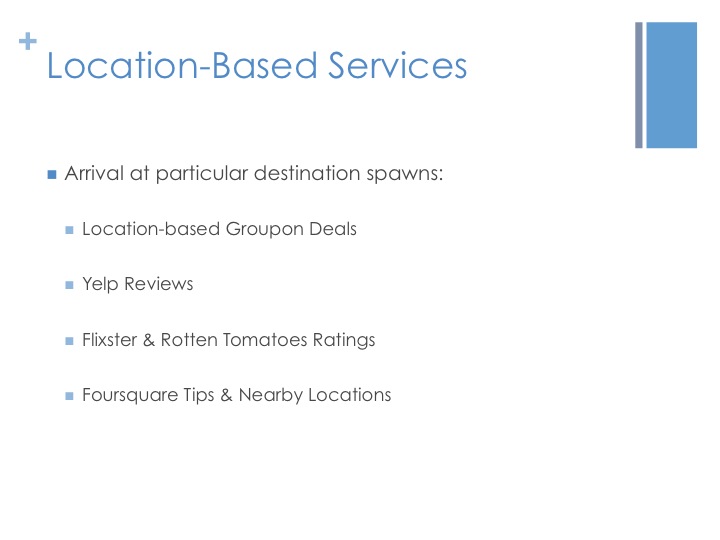 +
Location-Based Services
Arrival at particular destination spawns:
Location-based Groupon Deals
Yelp Reviews
Flixster & Rotten Tomatoes Ratings
Foursquare Tips & Nearby Locations